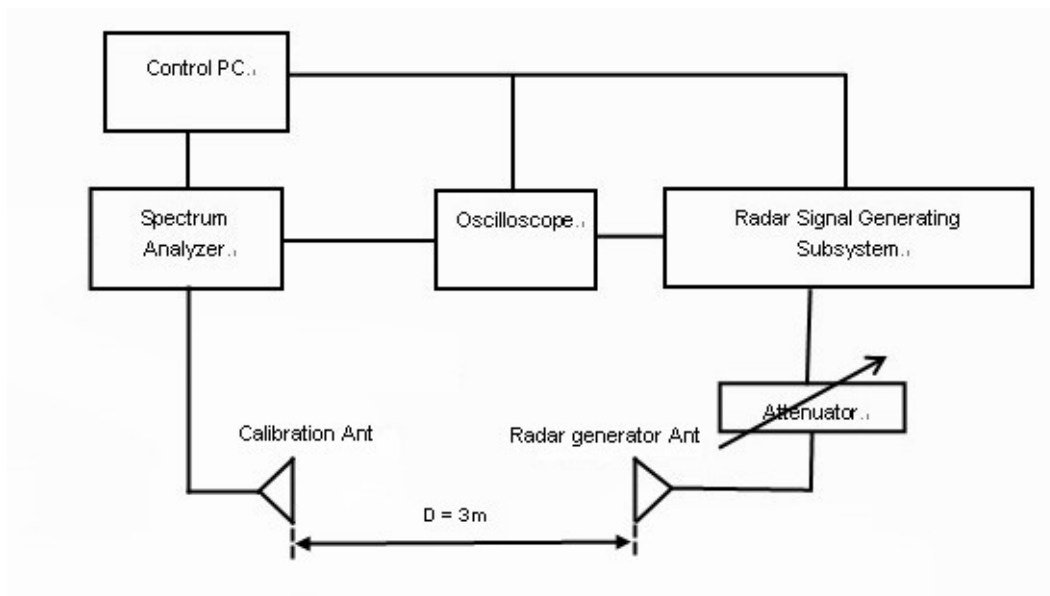 Control PC.
Spectrum
Analyzer.
Oscilloscope.
Radar Signal Generating
Subsystem.
Attenuator.
Calibration Ant
Radar generator Ant
D = 3m